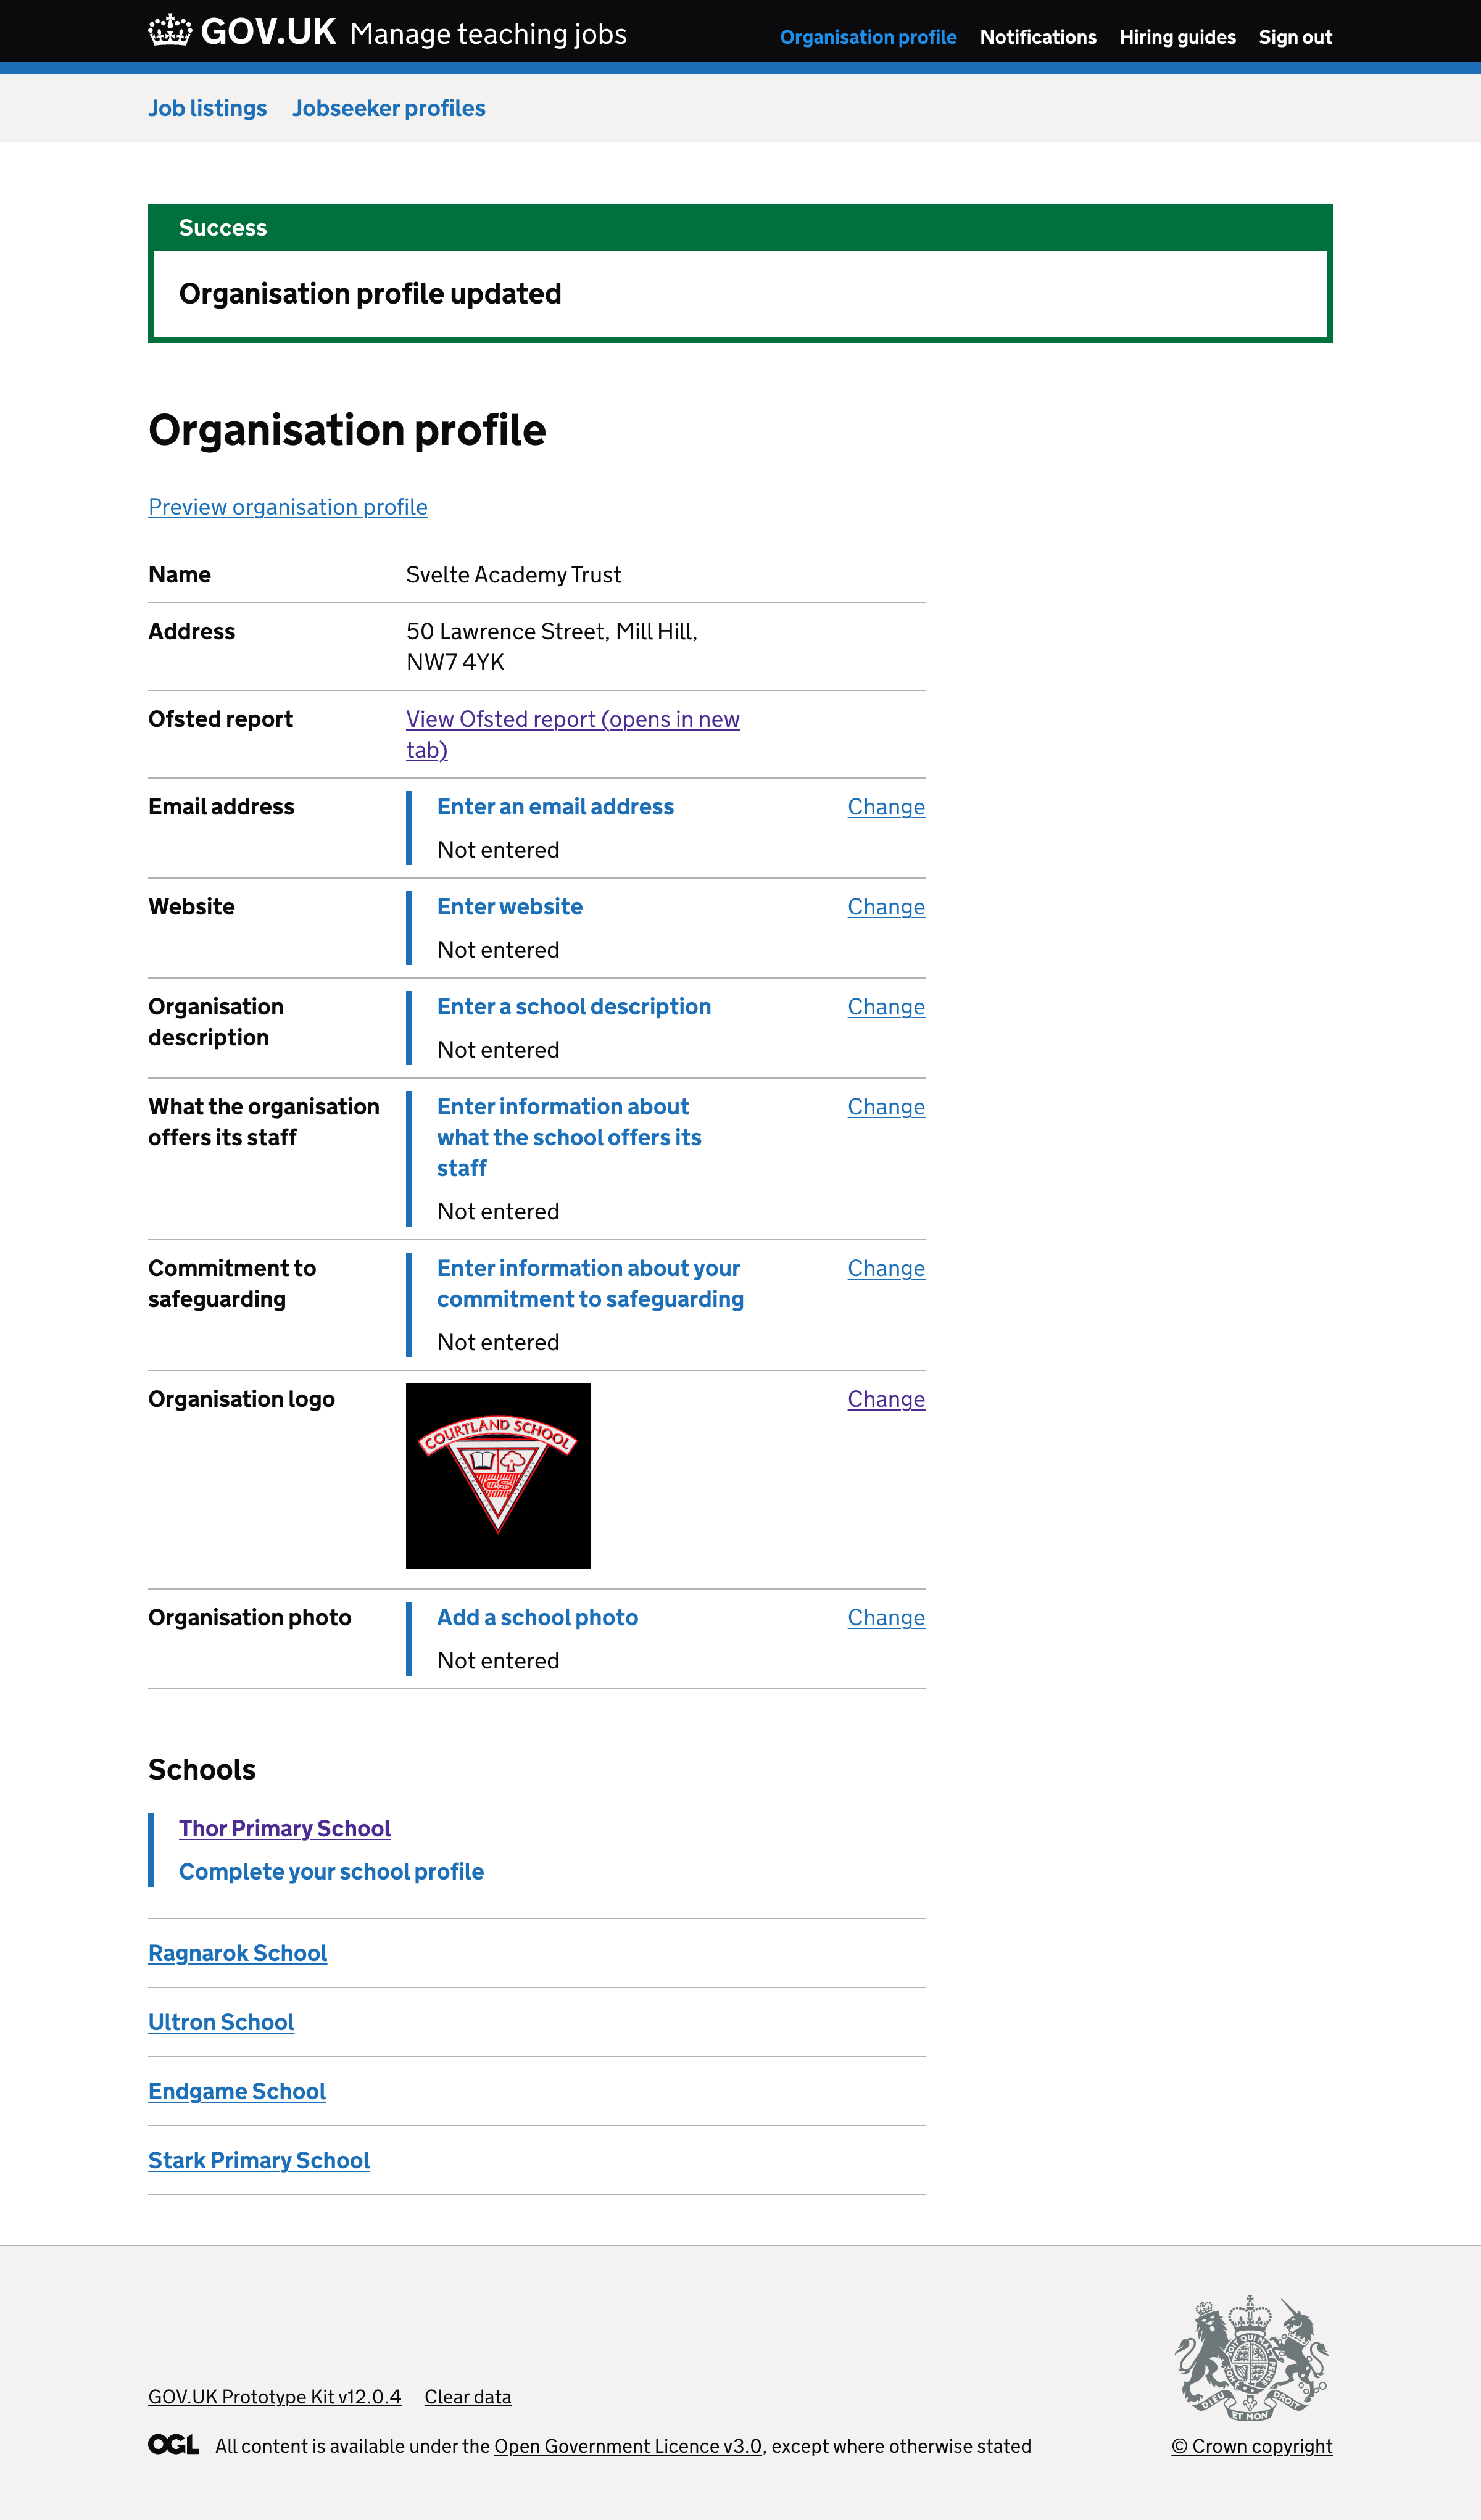 GOV.UK Manage teaching jobs Organisation profile Notifications Hiring guides Sign out
Job listings Jobseeker profiles
Success
Organisation profile updated
Organisation profile
Preview organisation profile
Name Svelte Academy Trust
Address 50 Lawrence Street, Mill Hill,
NW7 4YK
Ofsted report View Ofsted report (opens in new
tab)
Email address Enter an email address Change
Not entered
Website Enter website Change
Not entered
Organisation Enter a school description Change
description
Not entered
What the organisation Enter information about Change
offers its staff what the school offers its
staff
Not entered
Commitment to Enter information about your Change
safeguarding commitment to safeguarding
Not entered
Organisation logo Change
COURTLAND SCHOOL
CS
Organisation photo Add a school photo Change
Not entered
Schools
Thor Primary School
Complete your school profile
Ragnarok School
Ultron School
Endgame School
Stark Primary School
DIEU ET MON DROIT
GOV.UK Prototype Kit v12.0.4 Clear data
OGL All content is available under the Open Government Licence v3.0, except where otherwise stated © Crown copyright